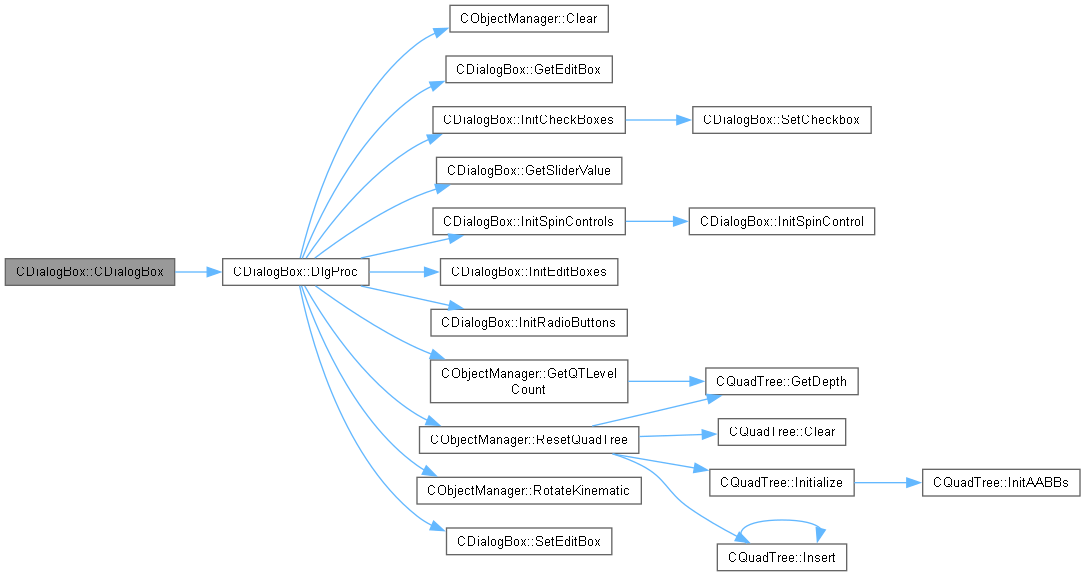 CObjectManager::Clear
CDialogBox::GetEditBox
CDialogBox::InitCheckBoxes
CDialogBox::SetCheckbox
CDialogBox::GetSliderValue
CDialogBox::InitSpinControls
CDialogBox::InitSpinControl
CDialogBox::CDialogBox
CDialogBox::DlgProc
CDialogBox::InitEditBoxes
CDialogBox::InitRadioButtons
CObjectManager::GetQTLevel
Count
CQuadTree::GetDepth
CObjectManager::ResetQuadTree
CQuadTree::Clear
CQuadTree::Initialize
CQuadTree::InitAABBs
CObjectManager::RotateKinematic
CDialogBox::SetEditBox
CQuadTree::Insert